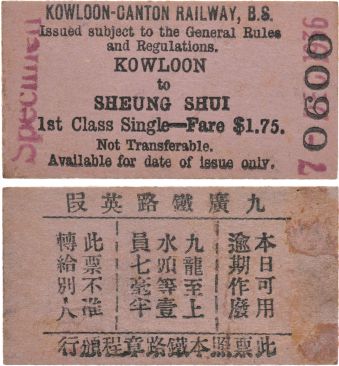 KOWLOON-CANTON RAILWAY, B.S.
Issued subject to the General Rules
and Regulations.
KOWLOON
to
SHEUNG SHUI
1st Class Single—Fare $1.75.
Not Transferable.
Available for date of issue only.
Specimen
九廣鐵路英段
本日可用
逾期作廢
九龍至上
水頭等壹
員七毫半
此票不准
轉給別人
此票照本鐵路章程頒行